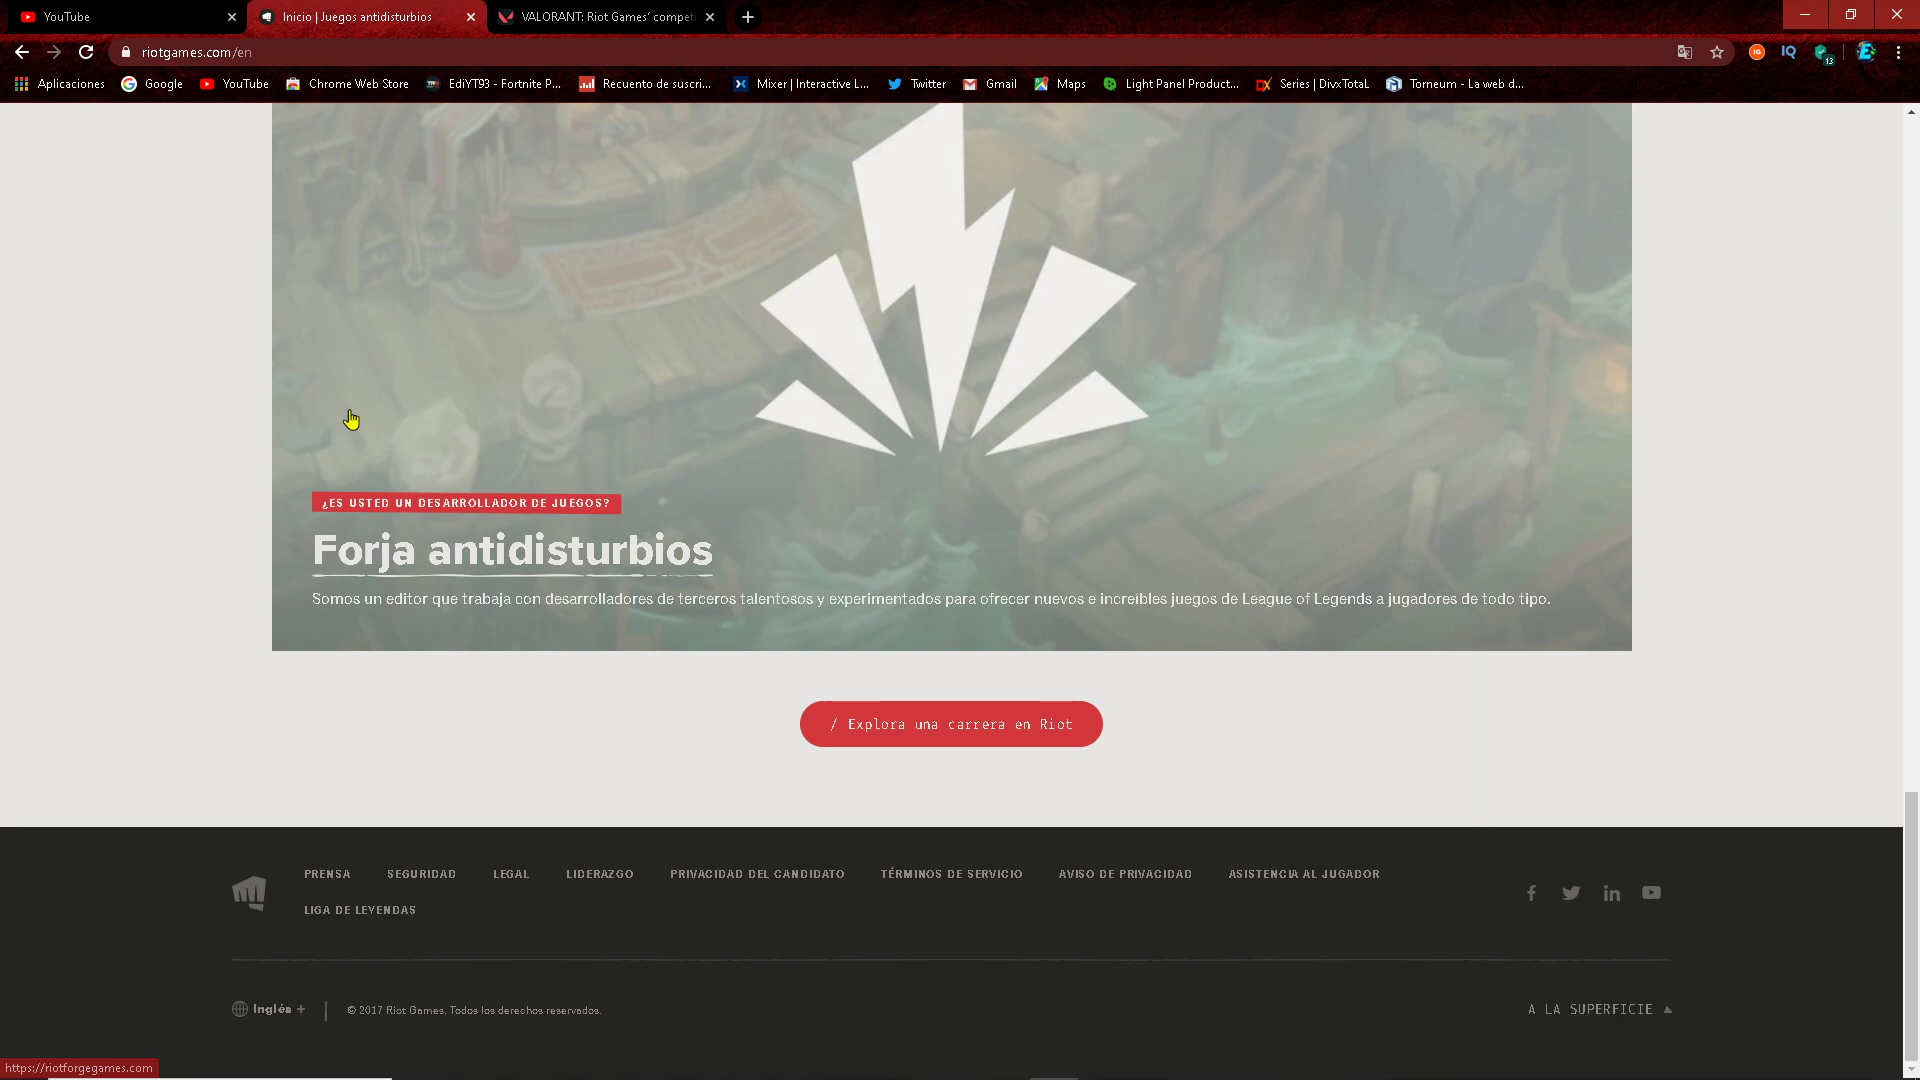 YouTube
Inicio | Juegos antidisturbios
VALORANT: Riot Games' compet
riotgames.com/en
Aplicaciones
Google
YouTube
Chrome Web Store
EdiYT93 - Fortnite P...
Recuento de suscri...
Mixer | Interactive L...
Twitter
Gmail
Maps
Light Panel Product...
Series | DivxTotaL
Torneum - La web d...
13
¿ES USTED UN DESARROLLADOR DE JUEGOS?
Forja antidisturbios
Somos un editor que trabaja con desarrolladores de terceros talentosos y experimentados para ofrecer nuevos e increíbles juegos de League of Legends a jugadores de todo tipo.
/ Explora una carrera en Riot
PRENSA
SEGURIDAD
LEGAL
LIDERAZGO
PRIVACIDAD DEL CANDIDATO
TÉRMINOS DE SERVICIO
AVISO DE PRIVACIDAD
ASISTENCIA AL JUGADOR
LIGA DE LEYENDAS
Inglés +
© 2017 Riot Games. Todos los derechos reservados.
A LA SUPERFICIE
https://riotforgegames.com